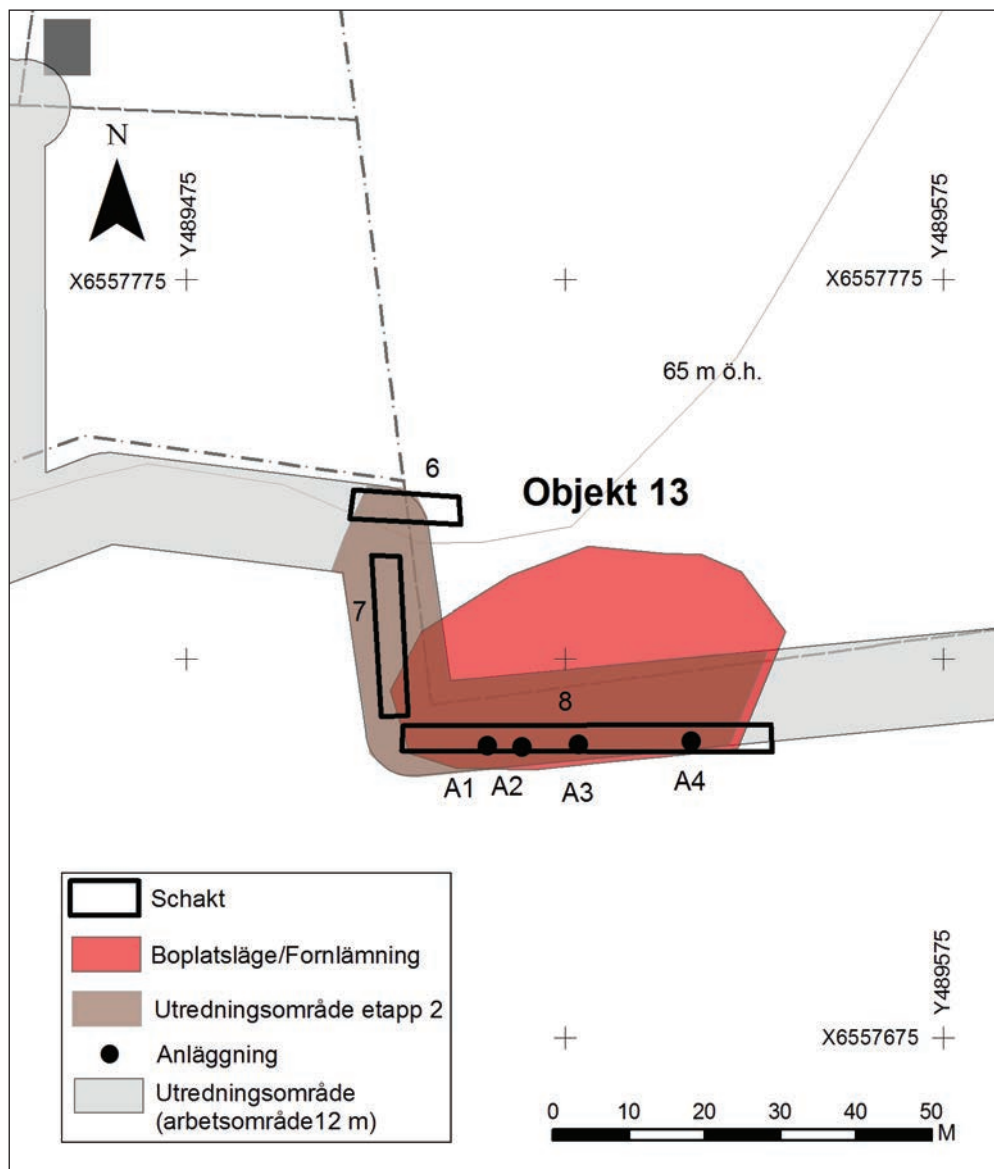 N
Y489475
Y489575
X6557775
X6557775
65 m ö.h.
6
Objekt 13
7
8
A1
A2
A3
A4
Schakt
Boplatsläge/Fornlämning
Utredningsområde etapp 2
Anläggning
Utredningsområde
(arbetsområde12 m)
Y489575
X6557675
0 10 20 30 40 50
M